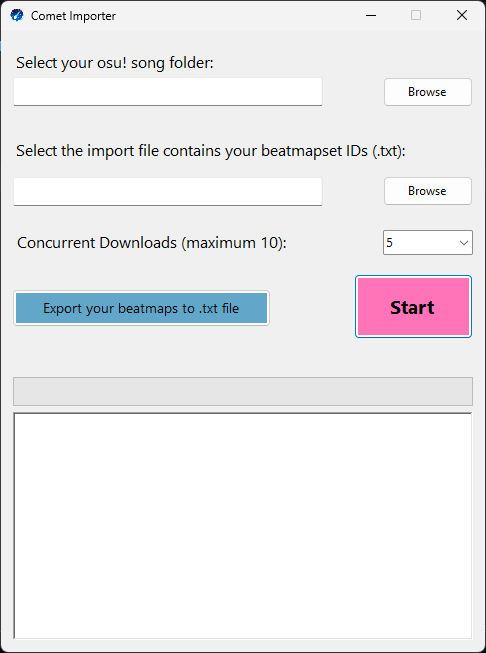 Comet Importer
Select your osu! song folder:
Browse
Select the import file contains your beatmapset IDs (.txt):
Browse
Concurrent Downloads (maximum 10):
5
Export your beatmaps to .txt file
Start